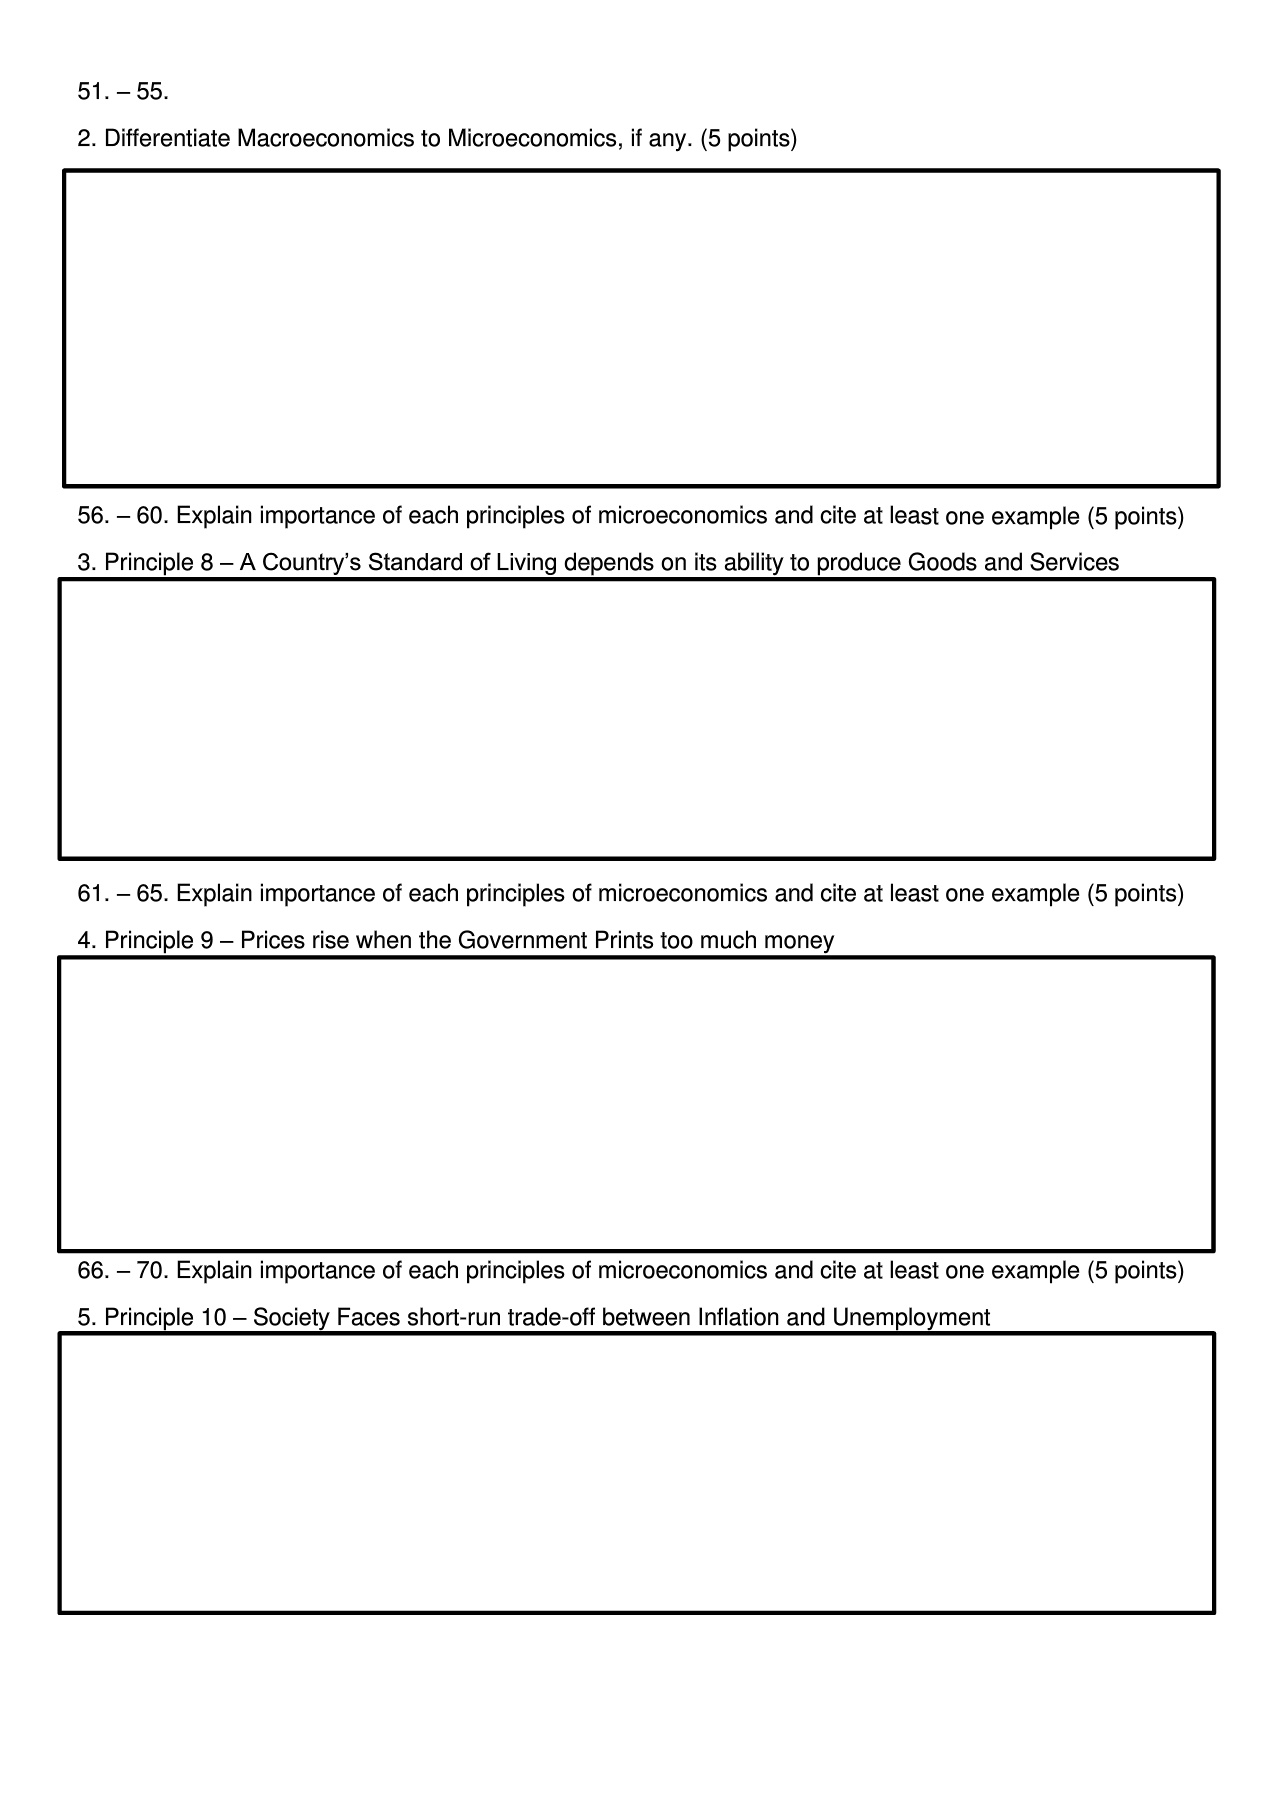 51. – 55.
2. Differentiate Macroeconomics to Microeconomics, if any. (5 points)
56. – 60. Explain importance of each principles of microeconomics and cite at least one example (5 points)
3. Principle 8 – A Country’s Standard of Living depends on its ability to produce Goods and Services
61. – 65. Explain importance of each principles of microeconomics and cite at least one example (5 points)
4. Principle 9 – Prices rise when the Government Prints too much money
66. – 70. Explain importance of each principles of microeconomics and cite at least one example (5 points)
5. Principle 10 – Society Faces short-run trade-off between Inflation and Unemployment